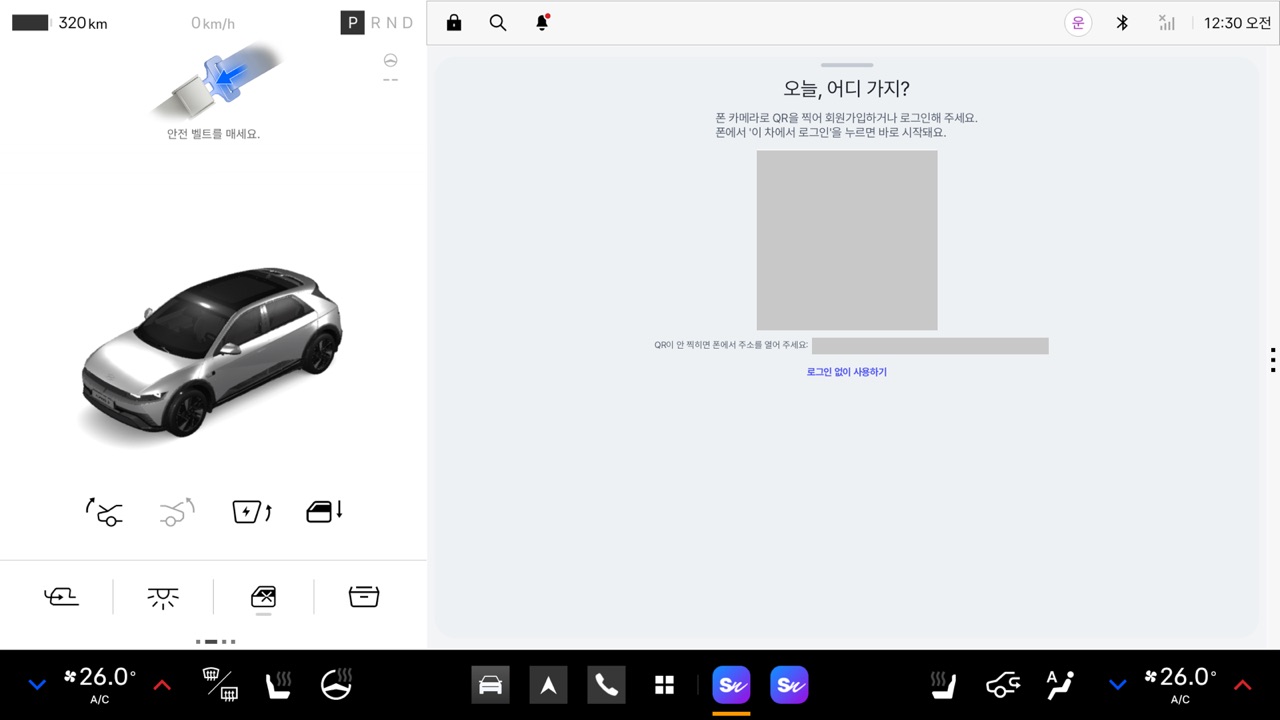 320 km
0 km/h
P R N D
운
12:30 오전
안전 벨트를 매세요.
오늘, 어디 가지?
폰 카메라로 QR을 찍어 회원가입하거나 로그인해 주세요.
폰에서 '이 차에서 로그인'을 누르면 바로 시작돼요.
QR이 안 찍히면 폰에서 주소를 열어 주세요:
로그인 없이 사용하기
26.0°
A/C
A
26.0°
A/C